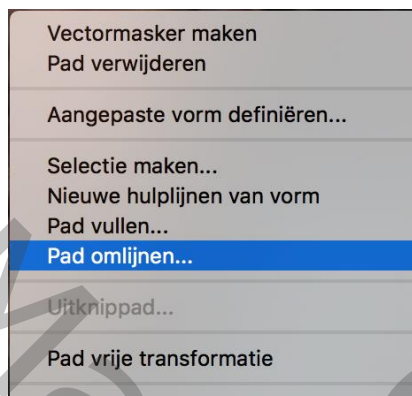 Vectormasker maken
Pad verwijderen
Aangepaste vorm definiëren...
Selectie maken...
Nieuwe hulplijnen van vorm
Pad vullen...
Pad omlijnen...
Uitknippad...
Pad vrije transformatie